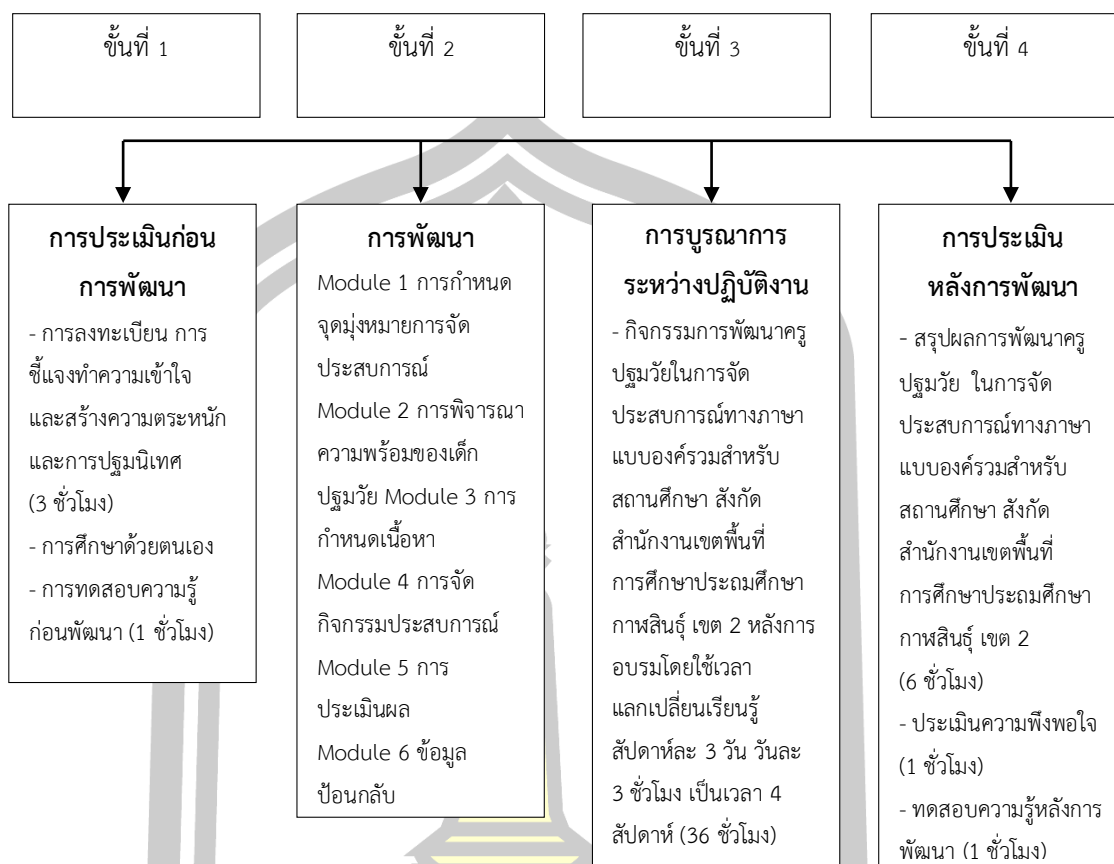 ขั้นที่ 1
ขั้นที่ 2
ขั้นที่ 3
ขั้นที่ 4
การประเมินก่อน
การพัฒนา
- การลงทะเบียน การ
ชี้แจงทำความเข้าใจ
และสร้างความตระหนัก
และการปฐมนิเทศ
(3 ชั่วโมง)
- การศึกษาด้วยตนเอง
- การทดสอบความรู้
ก่อนพัฒนา (1 ชั่วโมง)
การพัฒนา
Module 1 การกำหนด
จุดมุ่งหมายการจัด
ประสบการณ์
Module 2 การพิจารณา
ความพร้อมของเด็ก
ปฐมวัย Module 3 การ
กำหนดเนื้อหา
Module 4 การจัด
กิจกรรมประสบการณ์
Module 5 การ
ประเมินผล
Module 6 ข้อมูล
ป้อนกลับ
การบูรณาการ
ระหว่างปฏิบัติงาน
- กิจกรรมการพัฒนาครู
ปฐมวัยในการจัด
ประสบการณ์ทางภาษา
แบบองค์รวมสำหรับ
สถานศึกษา สังกัด
สำนักงานเขตพื้นที่
การศึกษาประถมศึกษา
กาฬสินธุ์ เขต 2 หลังการ
อบรมโดยใช้เวลา
แลกเปลี่ยนเรียนรู้
สัปดาห์ละ 3 วัน วันละ
3 ชั่วโมง เป็นเวลา 4
สัปดาห์ (36 ชั่วโมง)
การประเมิน
หลังการพัฒนา
- สรุปผลการพัฒนาครู
ปฐมวัย ในการจัด
ประสบการณ์ทางภาษา
แบบองค์รวมสำหรับ
สถานศึกษา สังกัด
สำนักงานเขตพื้นที่
การศึกษาประถมศึกษา
กาฬสินธุ์ เขต 2
(6 ชั่วโมง)
- ประเมินความพึงพอใจ
(1 ชั่วโมง)
- ทดสอบความรู้หลังการ
พัฒนา (1 ชั่วโมง)